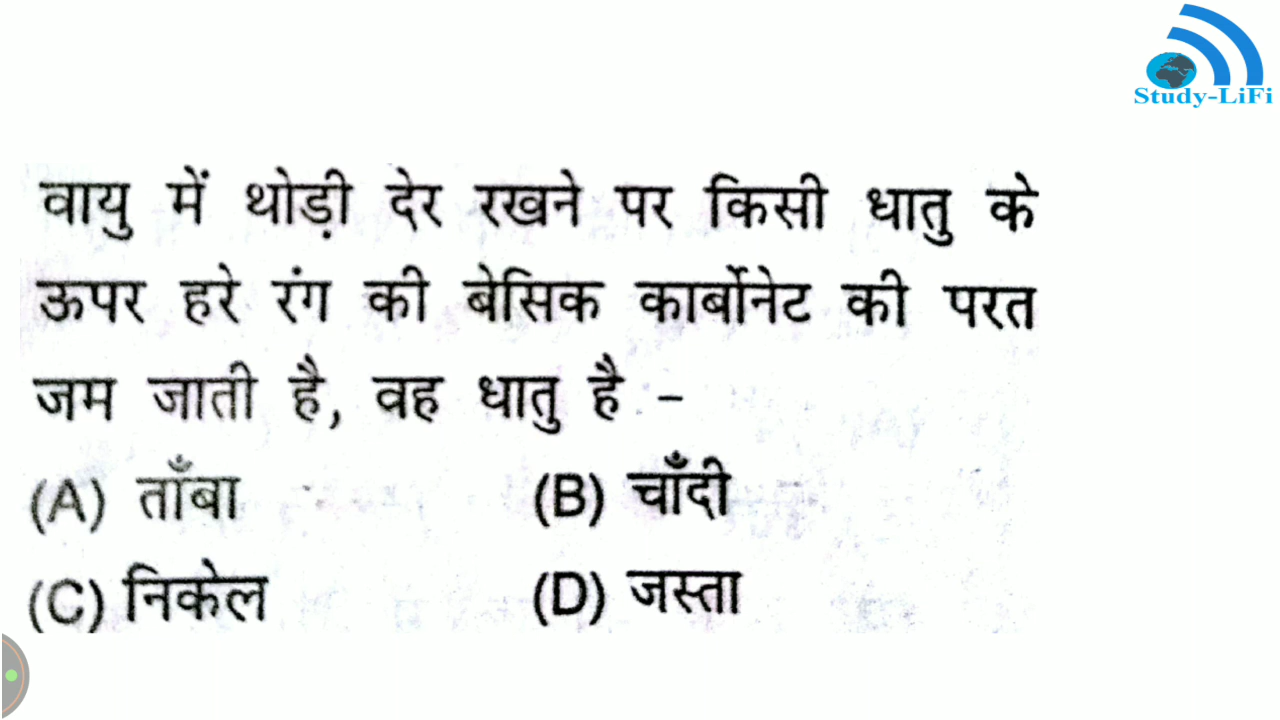 Study-LiFi
वायु में थोड़ी देर रखने पर किसी धातु के
ऊपर हरे रंग की बेसिक कार्बोनेट की परत
जम जाती है, वह धातु है -
(A) ताँबा (B) चाँदी
(C) निकेल (D) जस्ता